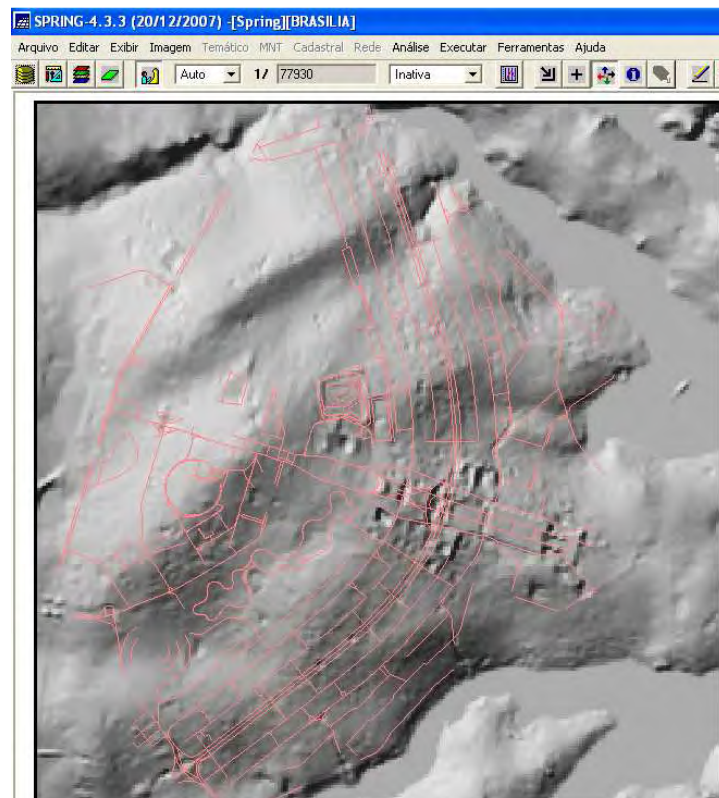 SPRING-4.3.3 (20/12/2007) -[Spring][BRASILIA]
Arquivo Editar Exibir Imagem Temático MNT Cadastral Rede Análise Executar Ferramentas Ajuda
Auto 1/ 77930 Inativa